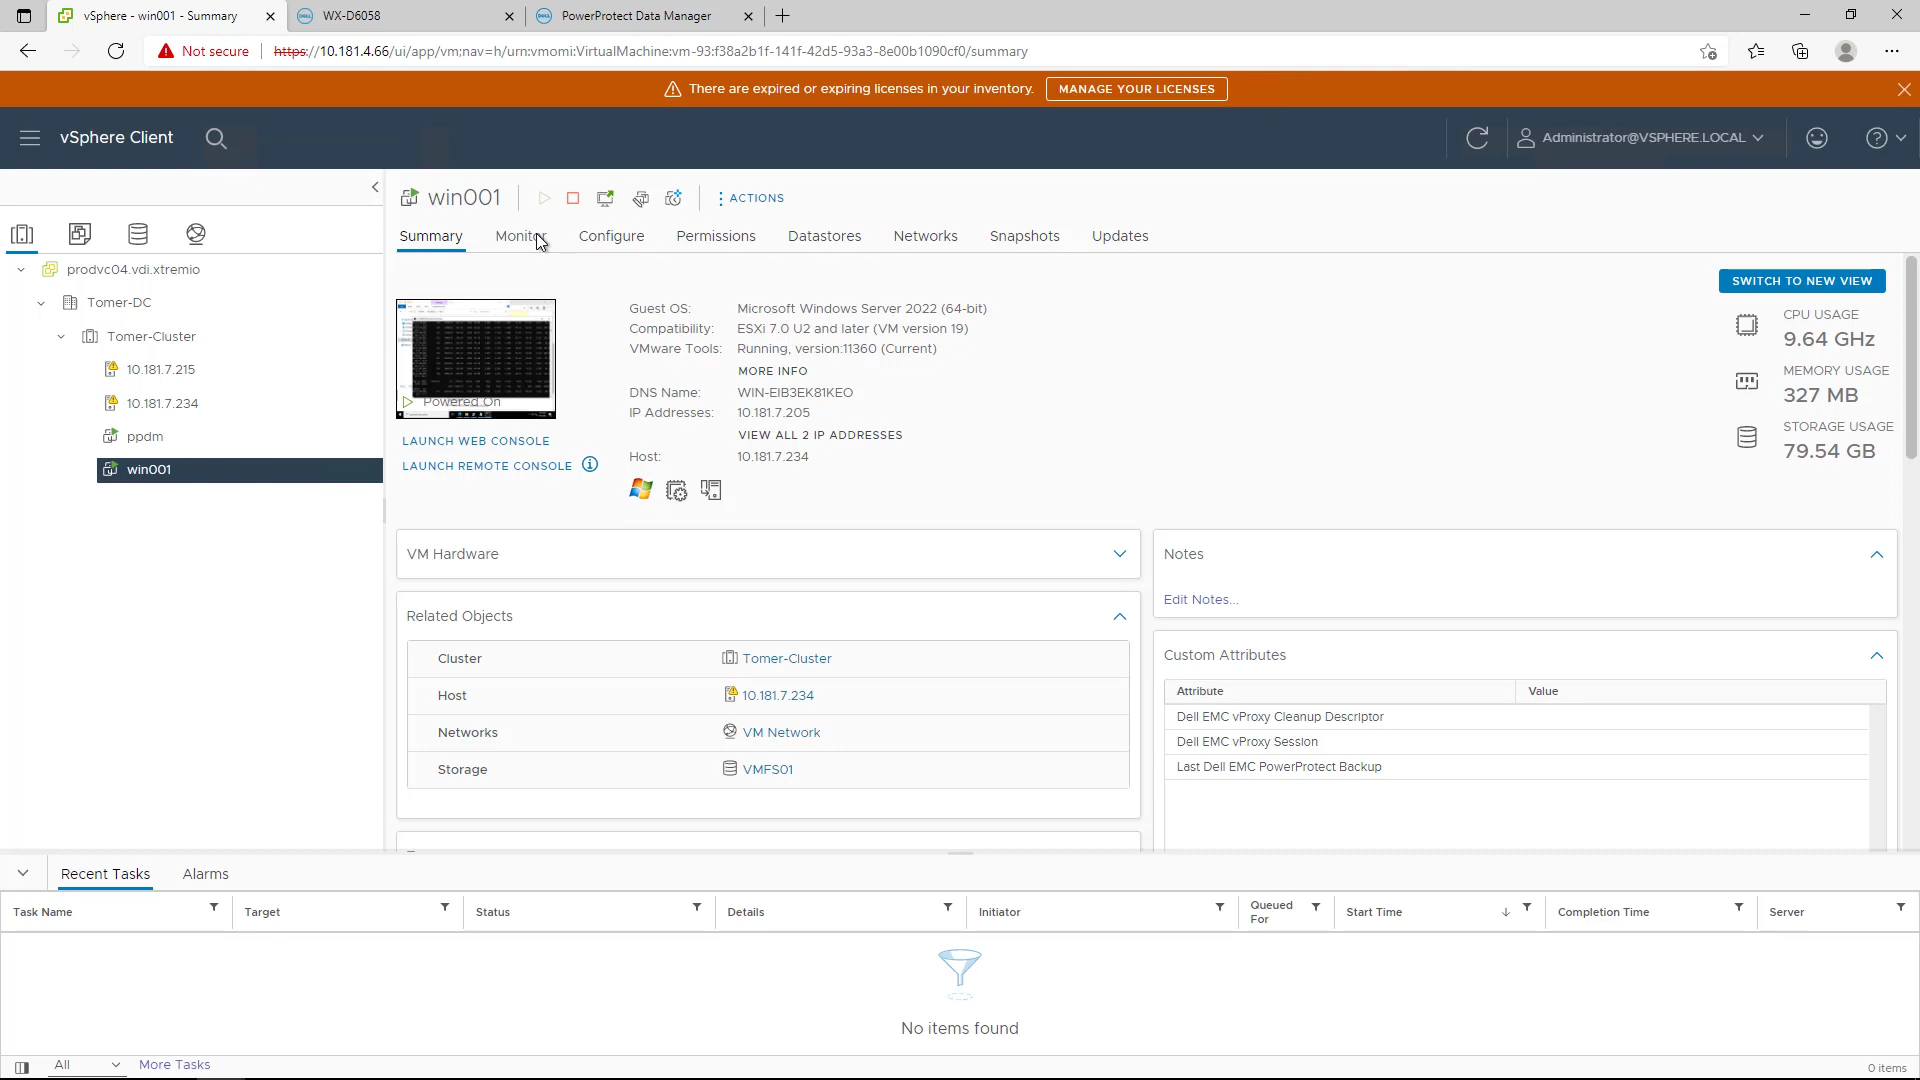 vSphere - win001 - Summary
WX-D6058
PowerProtect Data Manager
Not secure
https://10.181.4.66/ui/app/vm;nav=h/urn:vmomi:VirtualMachine:vm-93:f38a2b1f-141f-42d5-93a3-8e00b1090cf0/summary
There are expired or expiring licenses in your inventory.
MANAGE YOUR LICENSES
vSphere Client
Administrator@VSPHERE.LOCAL
win001
ACTIONS
Summary
Monitor
Configure
Permissions
Datastores
Networks
Snapshots
Updates
prodvc04.vdi.xtremio
Tomer-DC
Tomer-Cluster
10.181.7.215
10.181.7.234
ppdm
win001
Powered On
LAUNCH WEB CONSOLE
LAUNCH REMOTE CONSOLE
Guest OS: Microsoft Windows Server 2022 (64-bit)
Compatibility: ESXi 7.0 U2 and later (VM version 19)
VMware Tools: Running, version:11360 (Current)
MORE INFO
DNS Name: WIN-EIB3EK81KEO
IP Addresses: 10.181.7.205
VIEW ALL 2 IP ADDRESSES
Host: 10.181.7.234
SWITCH TO NEW VIEW
CPU USAGE
9.64 GHz
MEMORY USAGE
327 MB
STORAGE USAGE
79.54 GB
VM Hardware
Related Objects
Cluster Tomer-Cluster
Host 10.181.7.234
Networks VM Network
Storage VMFS01
Notes
Edit Notes...
Custom Attributes
Attribute Value
Dell EMC vProxy Cleanup Descriptor
Dell EMC vProxy Session
Last Dell EMC PowerProtect Backup
Recent Tasks
Alarms
Task Name
Target
Status
Details
Initiator
Queued
For
Start Time
Completion Time
Server
No items found
All
More Tasks
0 items